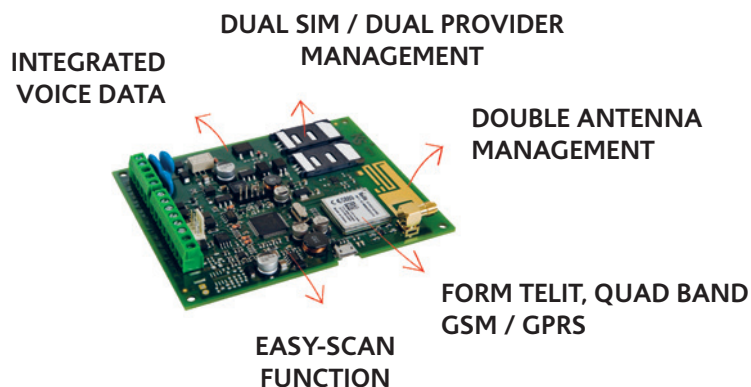 DUAL SIM / DUAL PROVIDER
MANAGEMENT
INTEGRATED
VOICE DATA
DOUBLE ANTENNA
MANAGEMENT
FORM TELIT, QUAD BAND
GSM / GPRS
EASY-SCAN
FUNCTION